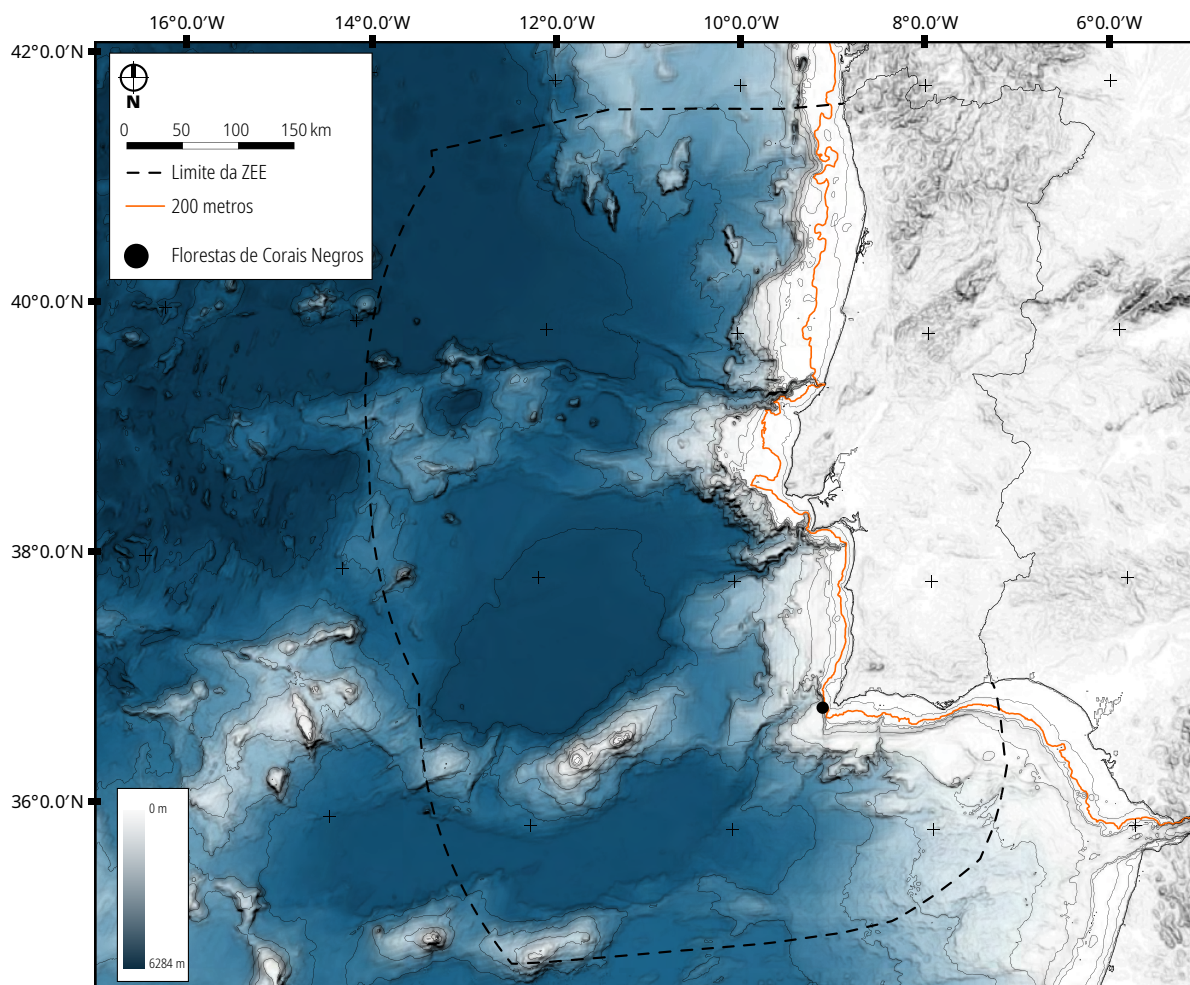 16°0.0'W 14°0.0'W 12°0.0'W 10°0.0'W 8°0.0'W 6°0.0'W
42°0.0'N
N
0 50 100 150 km
Limite da ZEE
200 metros
Florestas de Corais Negros
40°0.0'N
38°0.0'N
36°0.0'N
0 m
6284 m